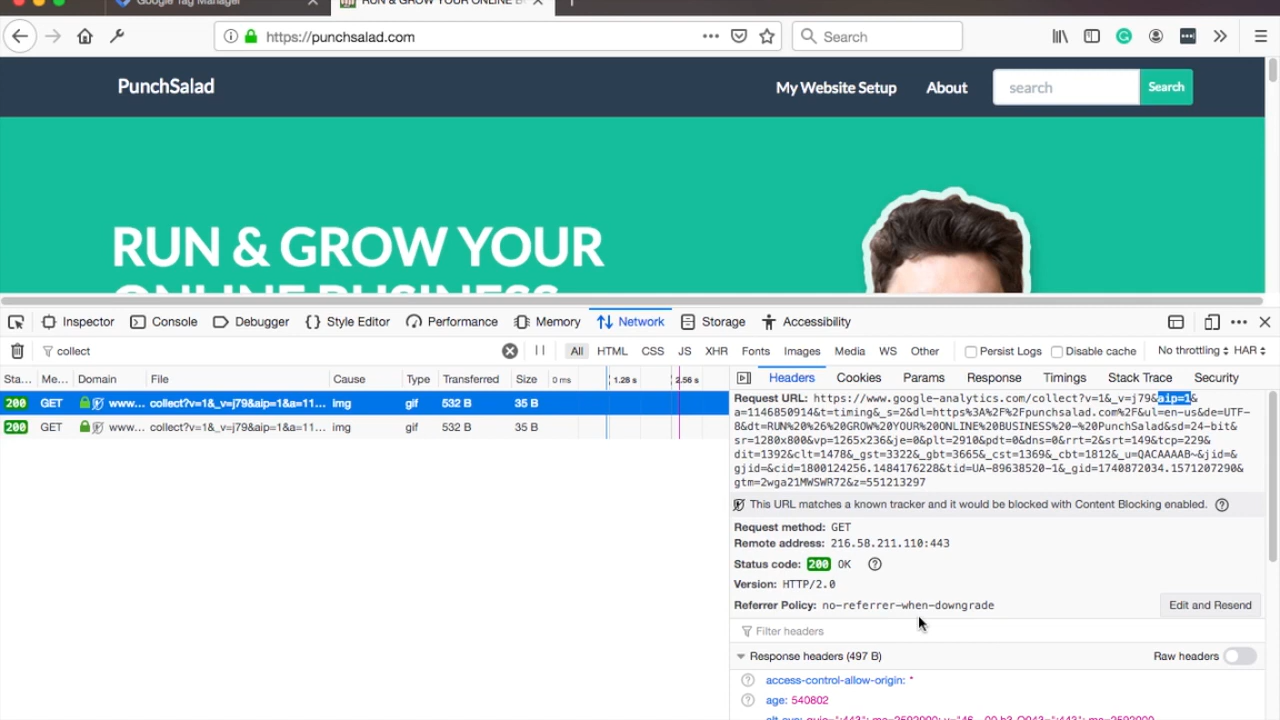 Google Tag Manager
RUN & GROW YOUR ONLINE B
https://punchsalad.com
Search
PunchSalad
My Website Setup
About
search
Search
RUN & GROW YOUR
ONLINE BUSINESS
Inspector
Console
Debugger
Style Editor
Performance
Memory
Network
Storage
Accessibility
collect
All
HTML
CSS
JS
XHR
Fonts
Images
Media
WS
Other
Persist Logs
Disable cache
No throttling
HAR
Sta...
Me...
Domain
File
Cause
Type
Transferred
Size
0 ms
1.28 s
2.56 s
200 GET www... collect?v=1&_v=j79&aip=1&a=11... img gif 532 B 35 B
200 GET www... collect?v=1&_v=j79&aip=1&a=11... img gif 532 B 35 B
Headers
Cookies
Params
Response
Timings
Stack Trace
Security
Request URL: https://www.google-analytics.com/collect?v=1&_v=j79&aip=1&
a=1146850914&t=timing&_s=2&dl=https%3A%2F%2Fpunchsalad.com%2F&ul=en-us&de=UTF-
8&dt=RUN%20%26%20GROW%20YOUR%20ONLINE%20BUSINESS%20-%20PunchSalad&sd=24-bit&
sr=1280x800&vp=1265x236&je=0&plt=2910&pdt=0&dns=0&rrt=2&srt=149&tcp=229&
dit=1392&clt=1478&_gst=3322&_gbt=3665&_cst=1369&_cbt=1812&_u=QACAAAAB~&jid=&
gjid=&cid=1800124256.1484176228&tid=UA-89638520-1&_gid=1740872034.1571207290&
gtm=2wga21MWSWR72&z=551213297
This URL matches a known tracker and it would be blocked with Content Blocking enabled.
Request method: GET
Remote address: 216.58.211.110:443
Status code: 200 OK
Version: HTTP/2.0
Referrer Policy: no-referrer-when-downgrade
Edit and Resend
Filter headers
Response headers (497 B)
Raw headers
access-control-allow-origin: *
age: 540802